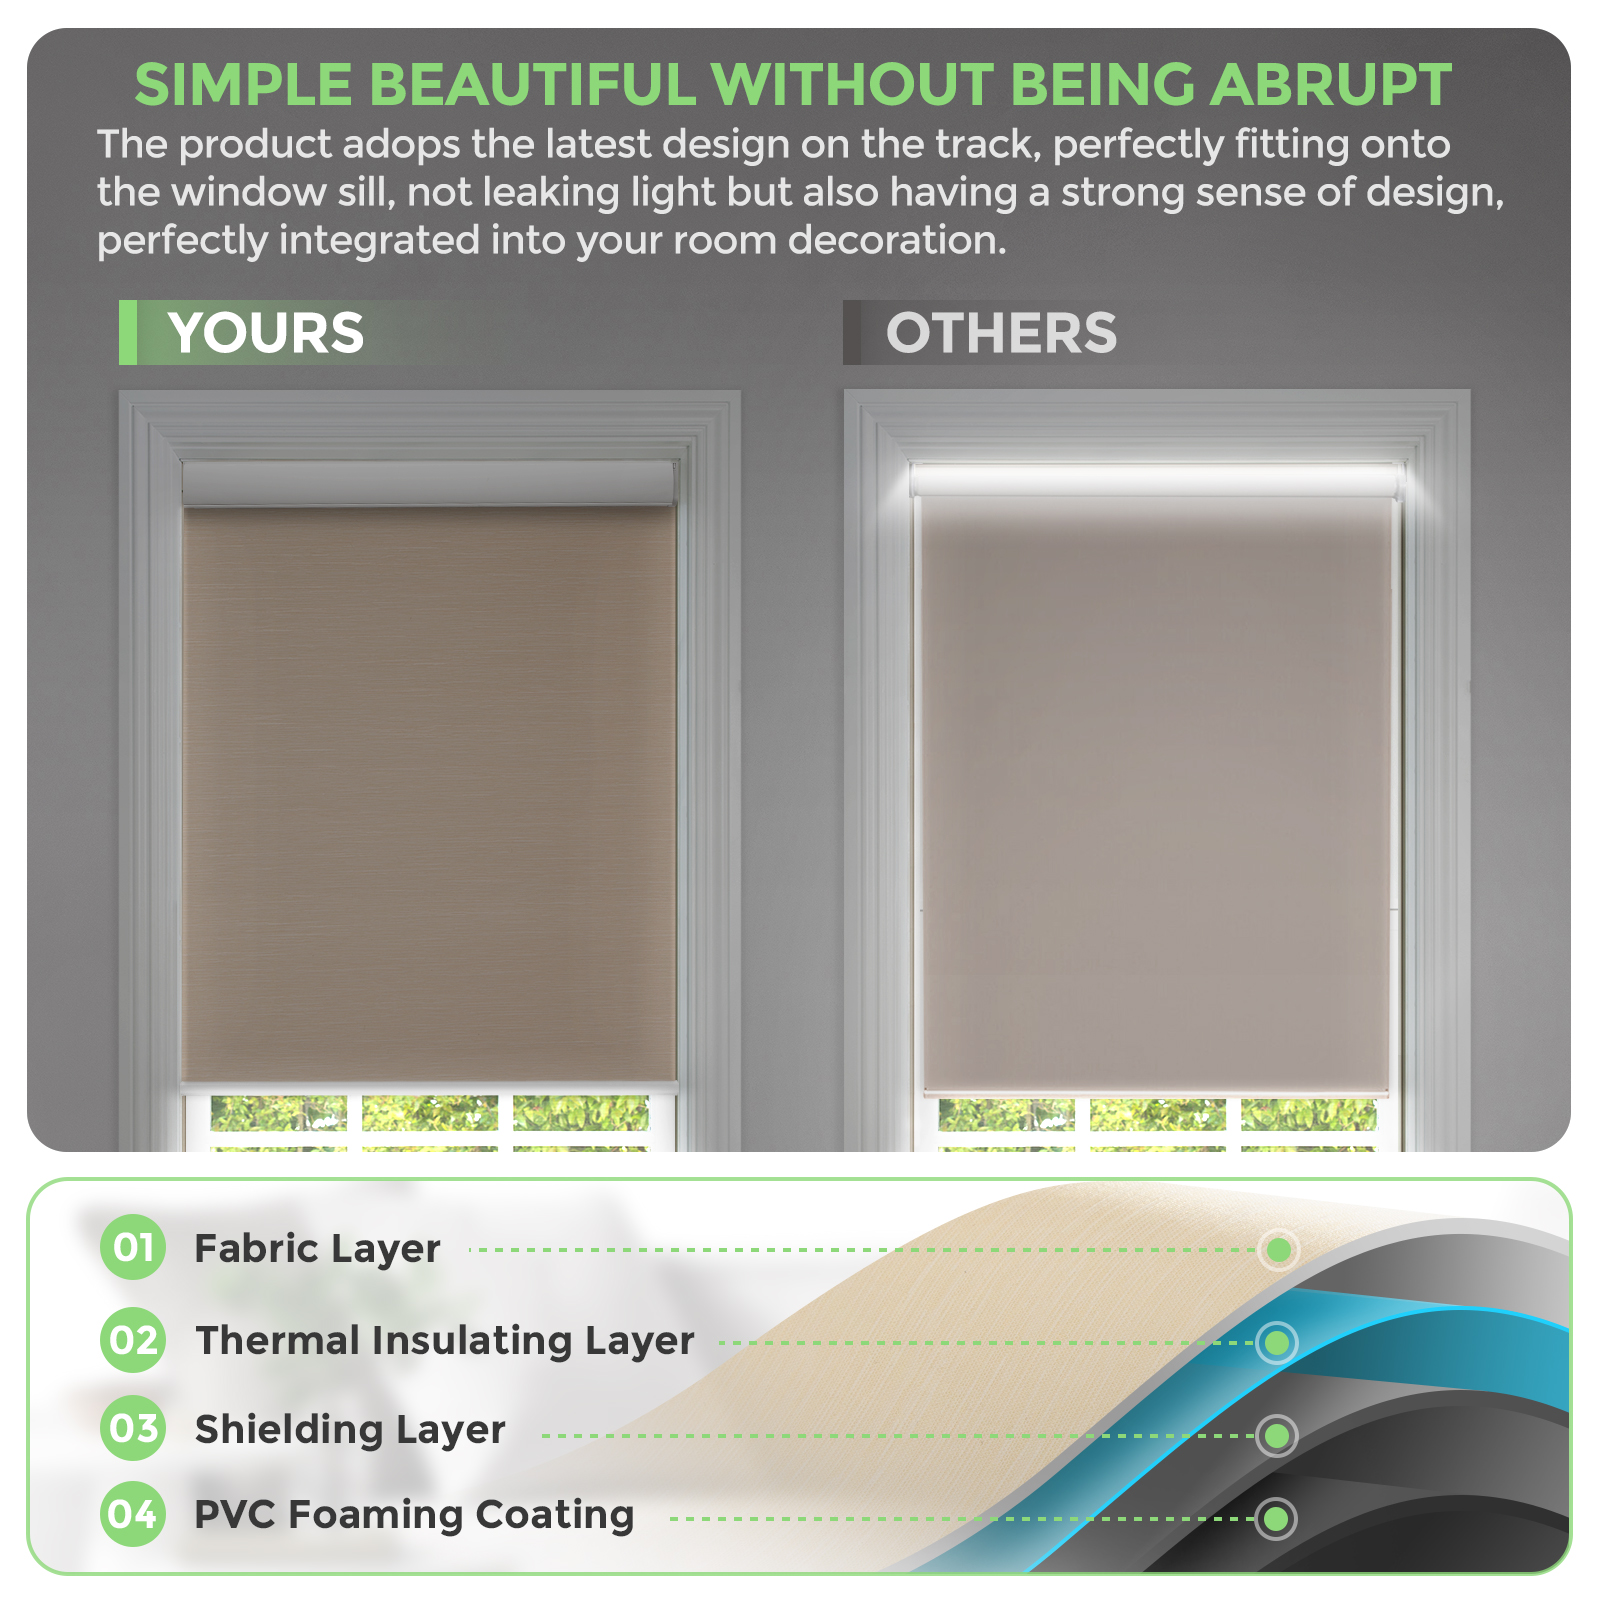 SIMPLE BEAUTIFUL WITHOUT BEING ABRUPT
The product adops the latest design on the track, perfectly fitting onto
the window sill, not leaking light but also having a strong sense of design,
perfectly integrated into your room decoration.
YOURS
OTHERS
01 Fabric Layer
02 Thermal Insulating Layer
03 Shielding Layer
04 PVC Foaming Coating